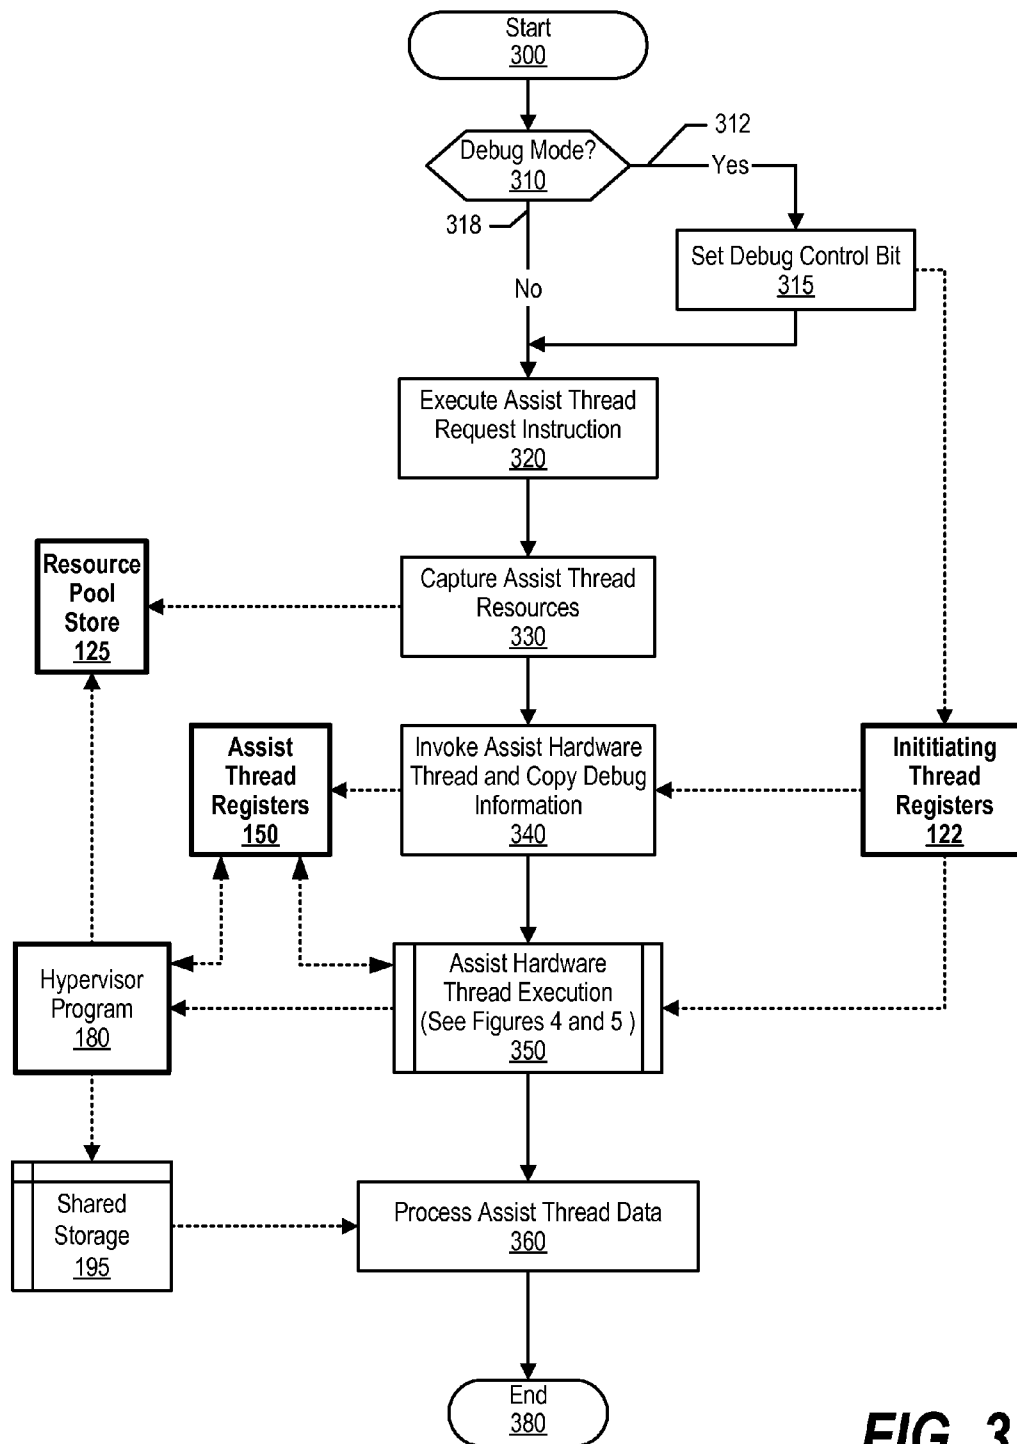 Start
300
312
Debug Mode?
310
Yes
318
Set Debug Control Bit
315
No
Execute Assist Thread
Request Instruction
320
Resource
Pool
Store
125
Capture Assist Thread
Resources
330
Assist
Thread
Registers
150
Invoke Assist Hardware
Thread and Copy Debug
Information
340
Inititiating
Thread
Registers
122
Hypervisor
Program
180
Assist Hardware
Thread Execution
(See Figures 4 and 5 )
350
Shared
Storage
195
Process Assist Thread Data
360
End
380
FIG. 3